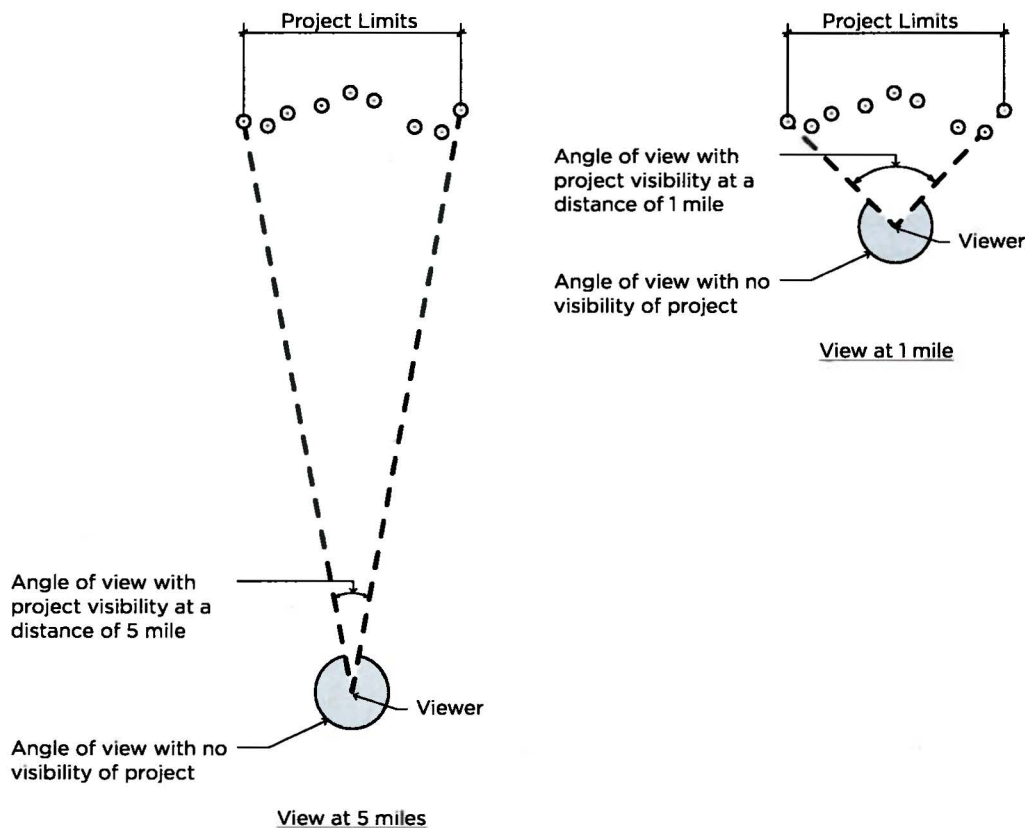 Project Limits
Angle of view with
project visibility at a
distance of 5 mile
Viewer
Angle of view with no
visibility of project
View at 5 miles
Project Limits
Angle of view with
project visibility at a
distance of 1 mile
Viewer
Angle of view with no
visibility of project
View at 1 mile